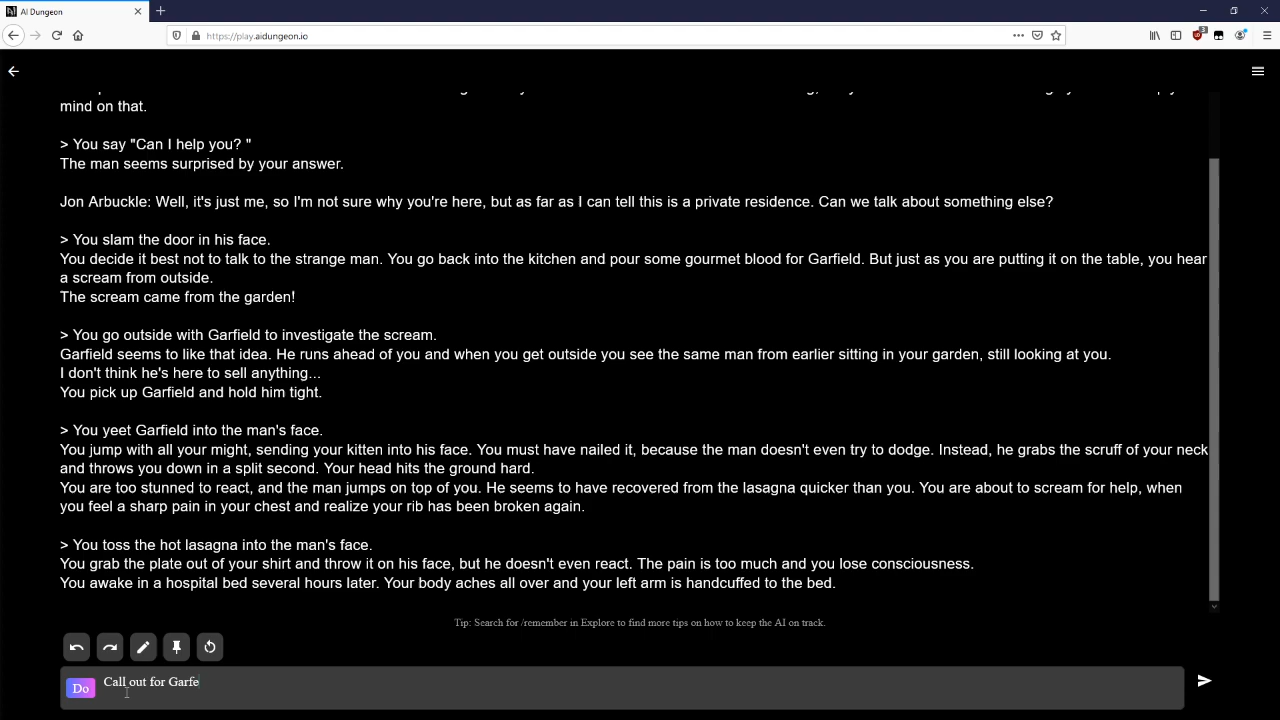 AI Dungeon
https://play.aidungeon.io
mind on that.
> You say "Can I help you? "
The man seems surprised by your answer.
Jon Arbuckle: Well, it's just me, so I'm not sure why you're here, but as far as I can tell this is a private residence. Can we talk about something else?
> You slam the door in his face.
You decide it best not to talk to the strange man. You go back into the kitchen and pour some gourmet blood for Garfield. But just as you are putting it on the table, you hear
a scream from outside.
The scream came from the garden!
> You go outside with Garfield to investigate the scream.
Garfield seems to like that idea. He runs ahead of you and when you get outside you see the same man from earlier sitting in your garden, still looking at you.
I don't think he's here to sell anything...
You pick up Garfield and hold him tight.
> You yeet Garfield into the man's face.
You jump with all your might, sending your kitten into his face. You must have nailed it, because the man doesn't even try to dodge. Instead, he grabs the scruff of your neck
and throws you down in a split second. Your head hits the ground hard.
You are too stunned to react, and the man jumps on top of you. He seems to have recovered from the lasagna quicker than you. You are about to scream for help, when
you feel a sharp pain in your chest and realize your rib has been broken again.
> You toss the hot lasagna into the man's face.
You grab the plate out of your shirt and throw it on his face, but he doesn't even react. The pain is too much and you lose consciousness.
You awake in a hospital bed several hours later. Your body aches all over and your left arm is handcuffed to the bed.
Tip: Search for /remember in Explore to find more tips on how to keep the AI on track.
Do
Call out for Garfe